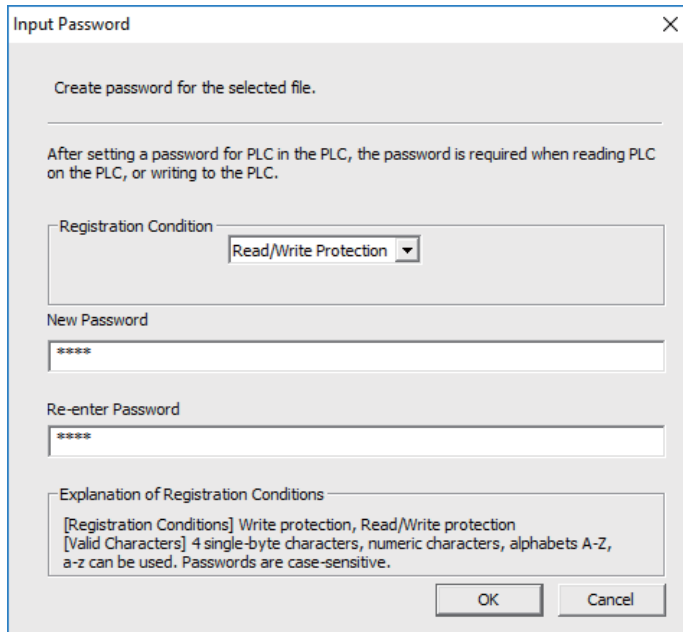 Input Password
Create password for the selected file.
After setting a password for PLC in the PLC, the password is required when reading PLC
on the PLC, or writing to the PLC.
Registration Condition
Read/Write Protection
New Password
****
Re-enter Password
****
Explanation of Registration Conditions
[Registration Conditions] Write protection, Read/Write protection
[Valid Characters] 4 single-byte characters, numeric characters, alphabets A-Z,
a-z can be used. Passwords are case-sensitive.
OK Cancel